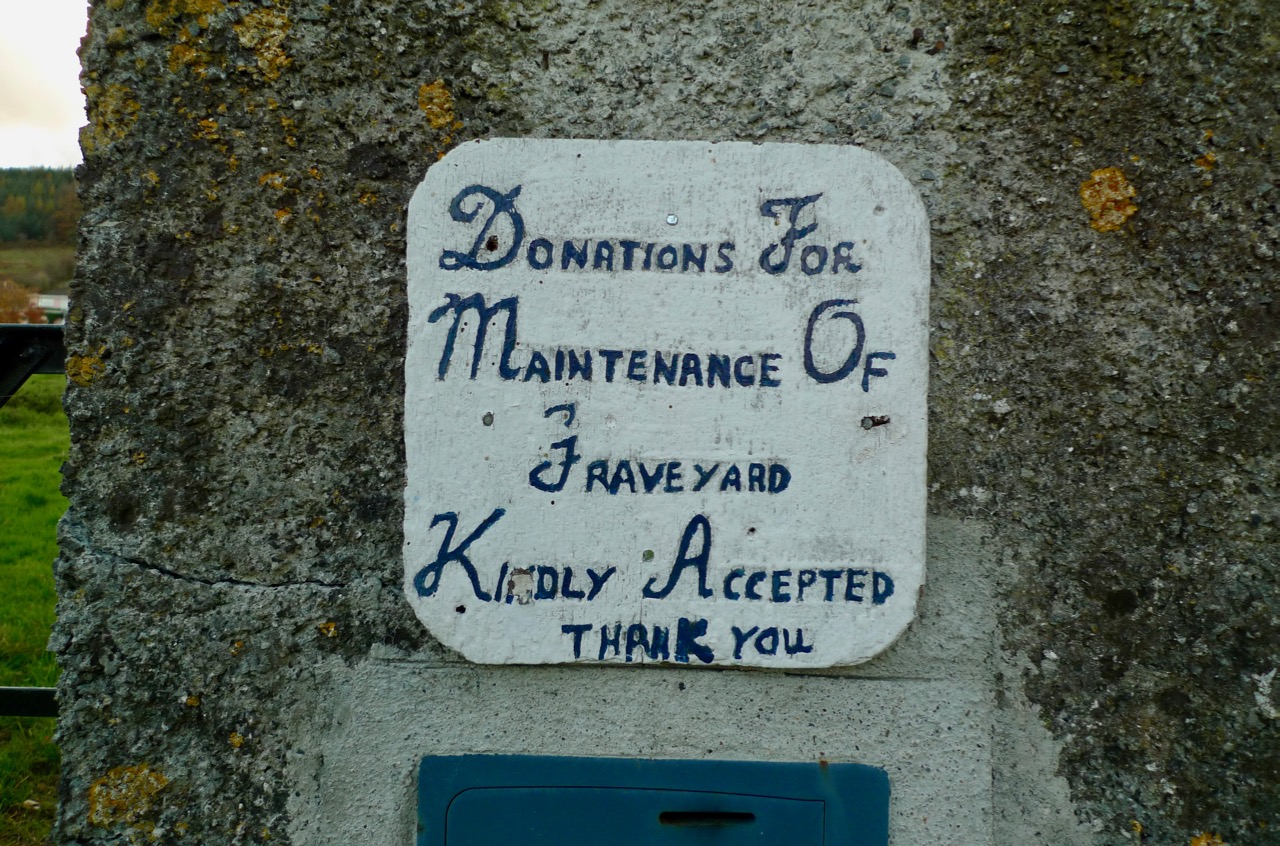 Donations For
Maintenance Of
Graveyard
Kindly Accepted
THANK YOU